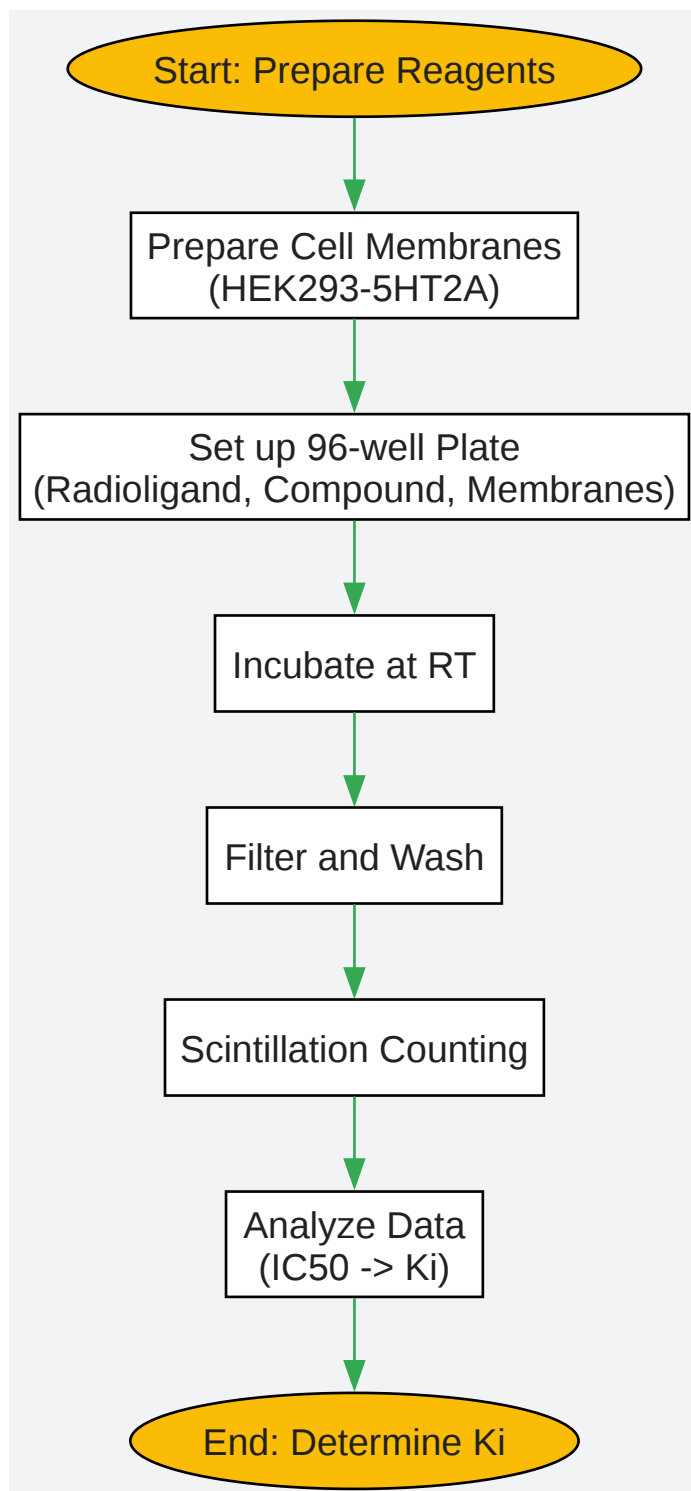 Start: Prepare Reagents
Prepare Cell Membranes
(HEK293-5HT2A)
Set up 96-well Plate
(Radioligand, Compound, Membranes)
Incubate at RT
Filter and Wash
Scintillation Counting
Analyze Data
(IC50 -> Ki)
End: Determine Ki